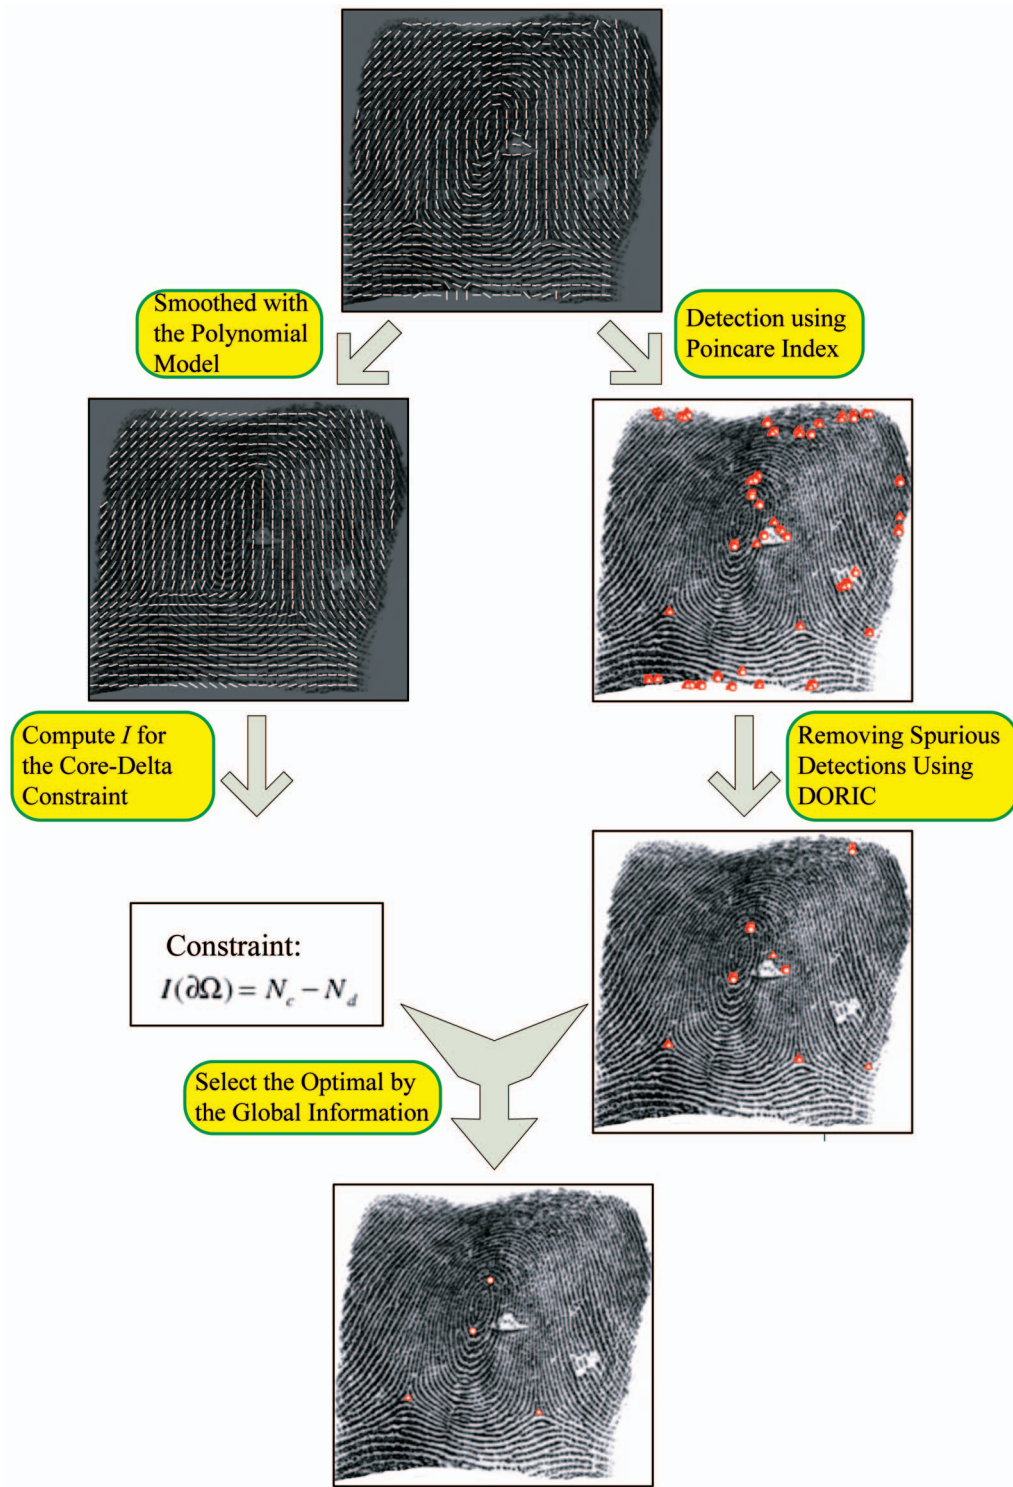 Smoothed with
the Polynomial
Model
Detection using
Poincare Index
Compute I for
the Core-Delta
Constraint
Removing Spurious
Detections Using
DORIC
Constraint:
I(∂Ω) = N_c − N_d
Select the Optimal by
the Global Information